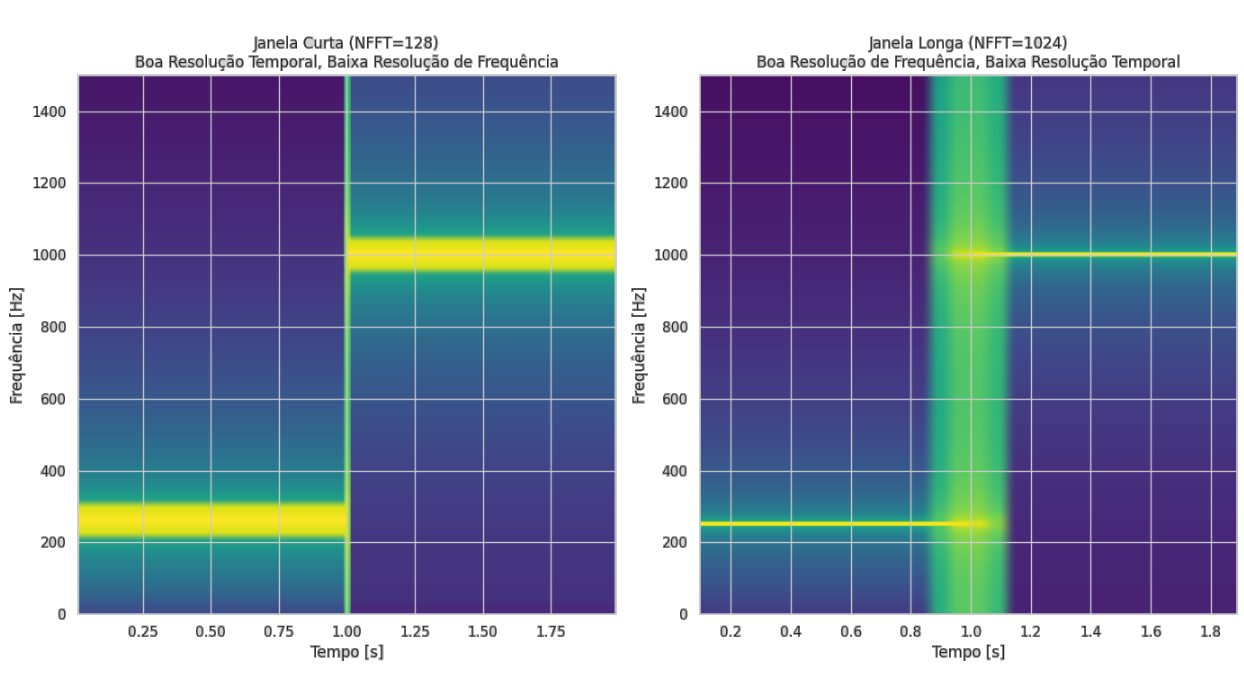 Janela Curta (NFFT=128)
Boa Resolução Temporal, Baixa Resolução de Frequência
1400
1200
1000
800
600
400
200
0
Frequência [Hz]
0.25 0.50 0.75 1.00 1.25 1.50 1.75
Tempo [s]
Janela Longa (NFFT=1024)
Boa Resolução de Frequência, Baixa Resolução Temporal
1400
1200
1000
800
600
400
200
0
Frequência [Hz]
0.2 0.4 0.6 0.8 1.0 1.2 1.4 1.6 1.8
Tempo [s]